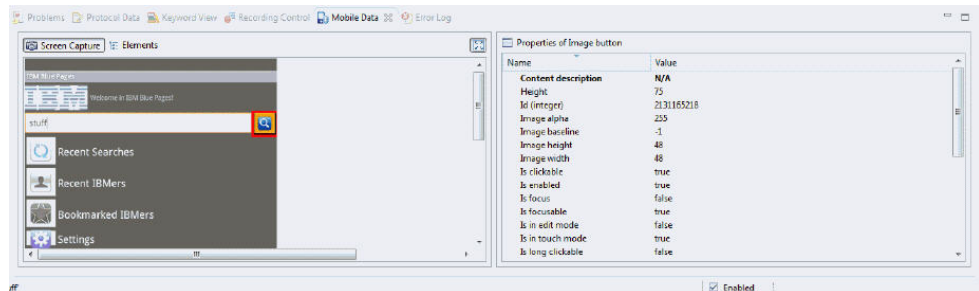 Problems Protocol Data Keyword View Recording Control Mobile Data Error Log
Screen Capture Elements
IBM Blue Pages
IBM Welcome in IBM Blue Pages!
stuff
Recent Searches
Recent IBMers
Bookmarked IBMers
Settings
Properties of Image button
Name Value
Content description N/A
Height 75
Id (integer) 2131165218
Image alpha 255
Image baseline -1
Image height 48
Image width 48
Is clickable true
Is enabled true
Is focus false
Is focusable true
Is in edit mode false
Is in touch mode true
Is long clickable false
uff
Enabled